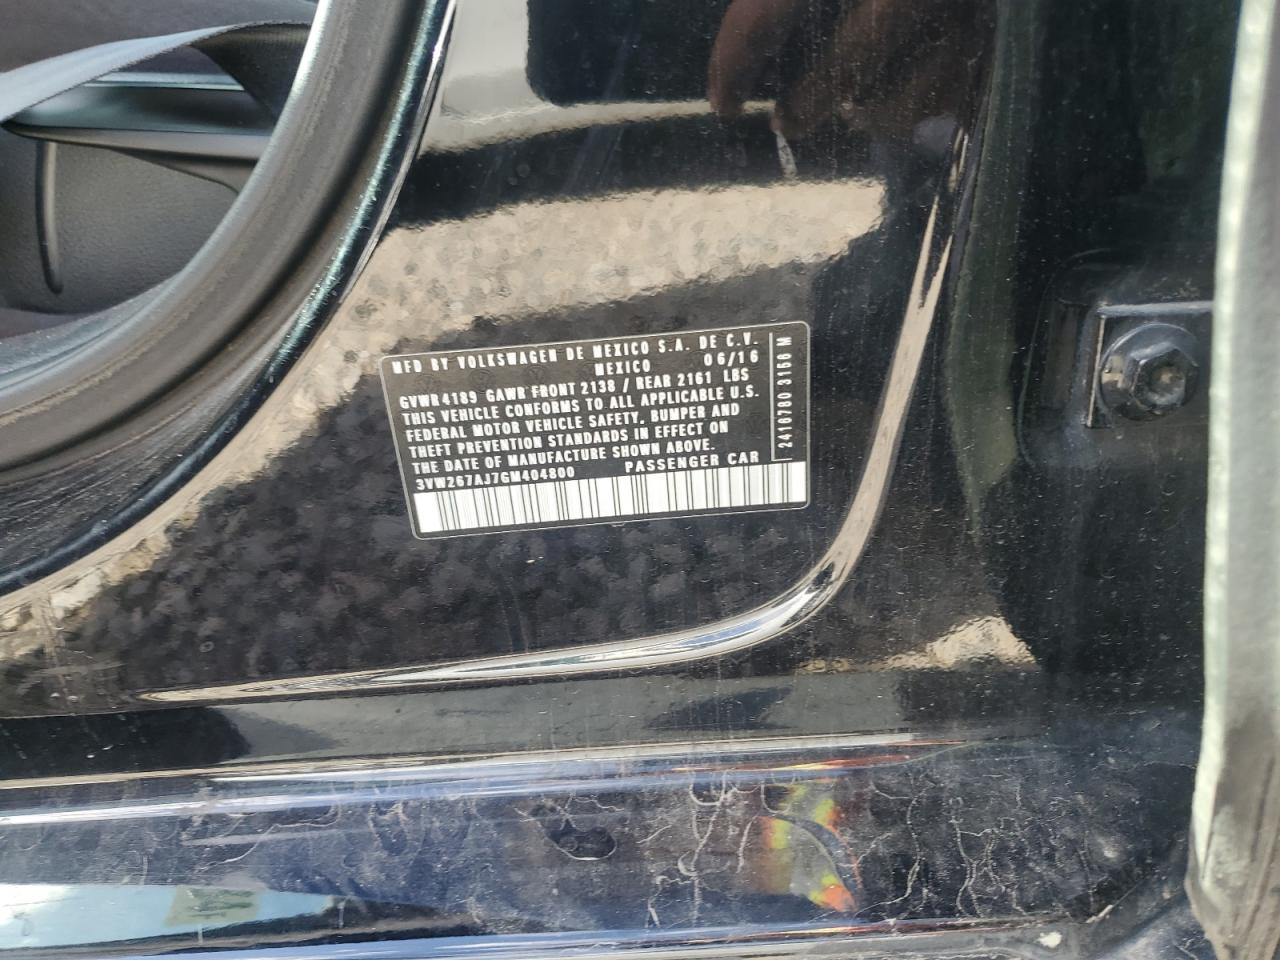 MFD BY VOLKSWAGEN DE MEXICO S.A. DE C.V.
MEXICO 06/16
GVWR 4189 GAWR FRONT 2138 / REAR 2161 LBS
THIS VEHICLE CONFORMS TO ALL APPLICABLE U.S.
FEDERAL MOTOR VEHICLE SAFETY, BUMPER AND
THEFT PREVENTION STANDARDS IN EFFECT ON
THE DATE OF MANUFACTURE SHOWN ABOVE.
3VW267AJ7GM404800 PASSENGER CAR
2416780 3166 M